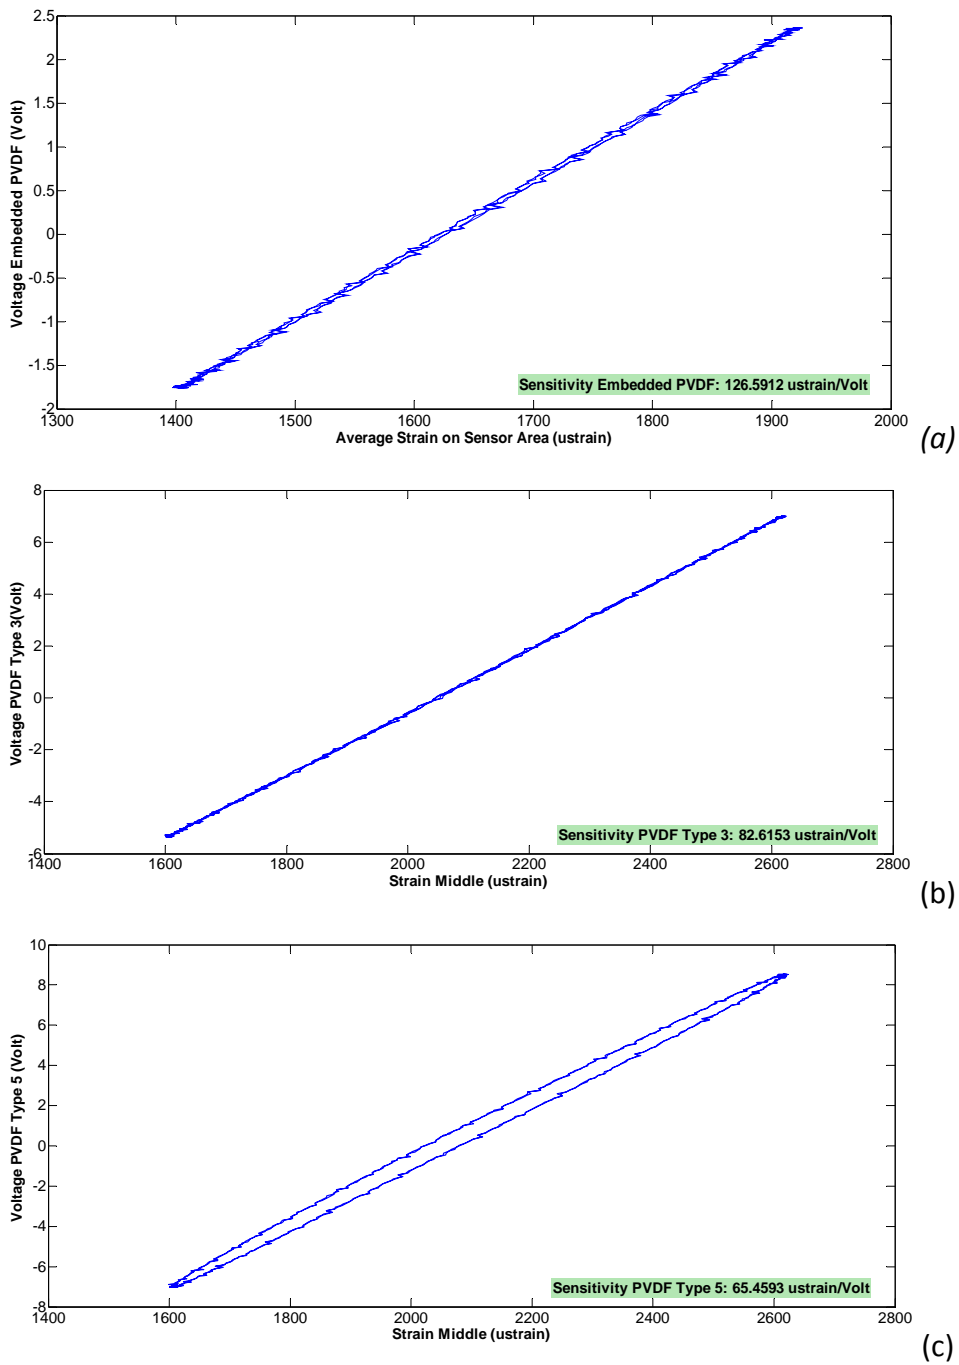 2.5
2
1.5
1
0.5
0
-0.5
-1
-1.5
-2
Voltage Embedded PVDF (Volt)
Sensitivity Embedded PVDF: 126.5912 ustrain/Volt
1300 1400 1500 1600 1700 1800 1900 2000
Average Strain on Sensor Area (ustrain)
(a)
8
6
4
2
0
-2
-4
-6
Voltage PVDF Type 3(Volt)
Sensitivity PVDF Type 3: 82.6153 ustrain/Volt
1400 1600 1800 2000 2200 2400 2600 2800
Strain Middle (ustrain)
(b)
10
8
6
4
2
0
-2
-4
-6
-8
Voltage PVDF Type 5 (Volt)
Sensitivity PVDF Type 5: 65.4593 ustrain/Volt
1400 1600 1800 2000 2200 2400 2600 2800
Strain Middle (ustrain)
(c)